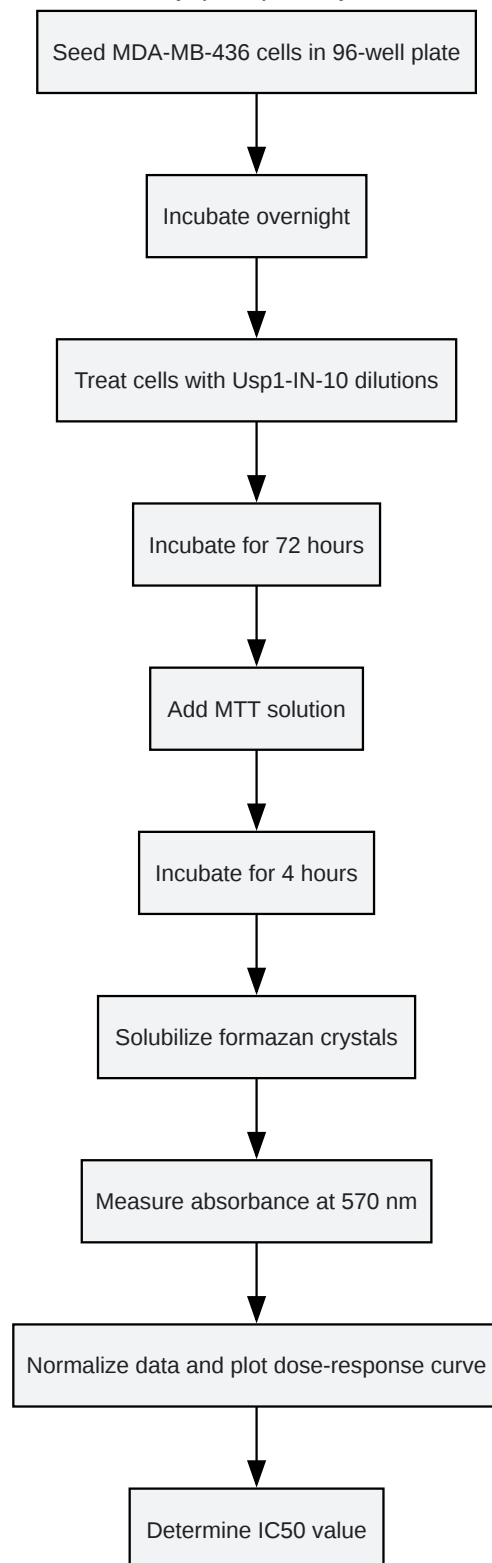 Seed MDA-MB-436 cells in 96-well plate
Incubate overnight
Treat cells with Usp1-IN-10 dilutions
Incubate for 72 hours
Add MTT solution
Incubate for 4 hours
Solubilize formazan crystals
Measure absorbance at 570 nm
Normalize data and plot dose-response curve
Determine IC50 value